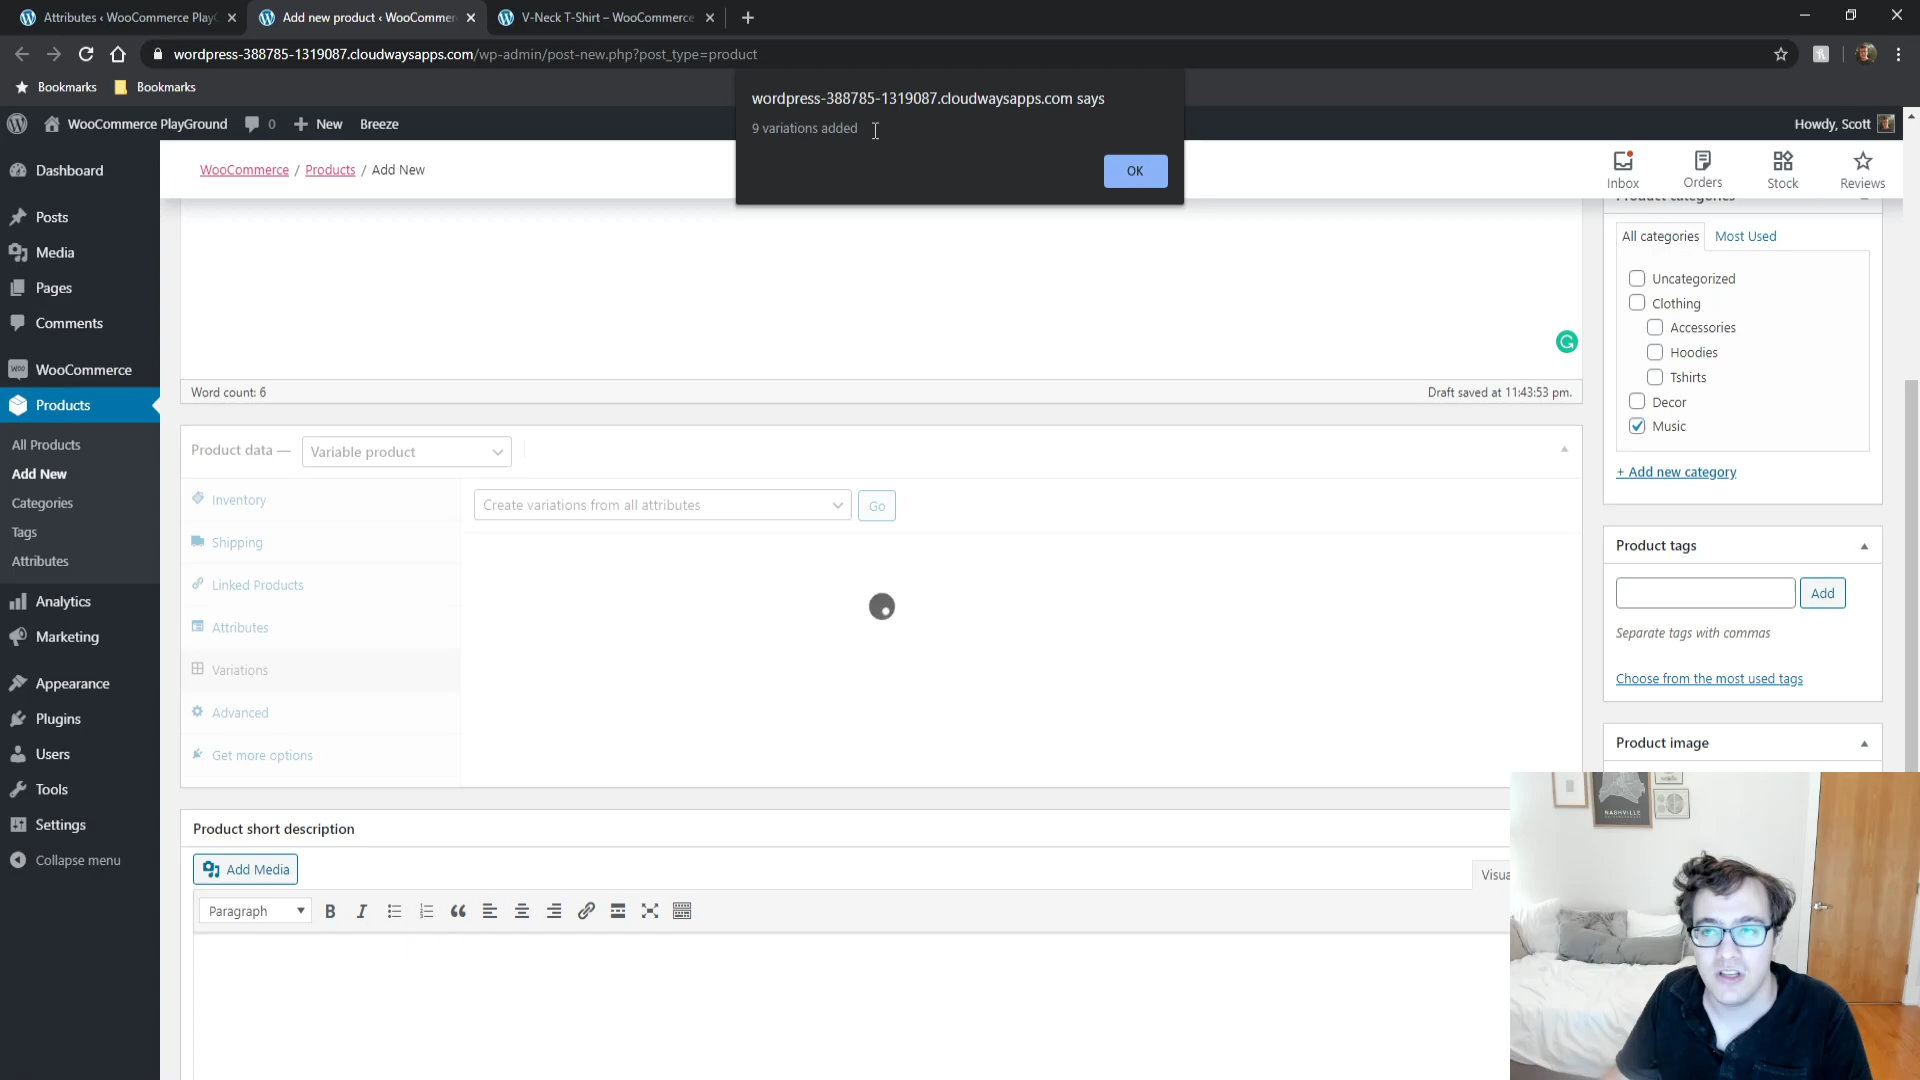 Attributes ‹ WooCommerce Play
Add new product ‹ WooCommer
V-Neck T-Shirt – WooCommerce
wordpress-388785-1319087.cloudwaysapps.com/wp-admin/post-new.php?post_type=product
Bookmarks
Bookmarks
wordpress-388785-1319087.cloudwaysapps.com says
9 variations added
OK
WooCommerce PlayGround
0
New
Breeze
Howdy, Scott
WooCommerce / Products / Add New
Inbox
Orders
Stock
Reviews
Dashboard
Posts
Media
Pages
Comments
WooCommerce
Products
All Products
Add New
Categories
Tags
Attributes
Analytics
Marketing
Appearance
Plugins
Users
Tools
Settings
Collapse menu
Word count: 6
Draft saved at 11:43:53 pm.
Product data —
Variable product
Inventory
Shipping
Linked Products
Attributes
Variations
Advanced
Get more options
Create variations from all attributes
Go
Product short description
Add Media
Visua
Paragraph
Product categories
All categories
Most Used
Uncategorized
Clothing
Accessories
Hoodies
Tshirts
Decor
Music
+ Add new category
Product tags
Add
Separate tags with commas
Choose from the most used tags
Product image
NASHVILLE